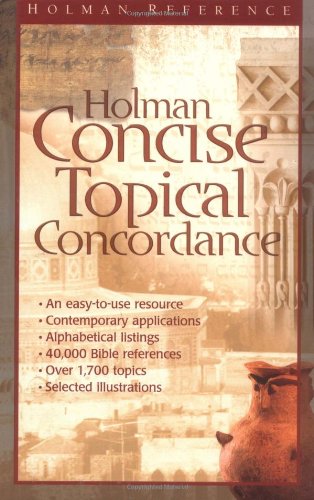 HOLMAN REFERENCE
Holman
Concise
Topical
Concordance
• An easy-to-use resource
• Contemporary applications
• Alphabetical listings
• 40,000 Bible references
• Over 1,700 topics
• Selected illustrations